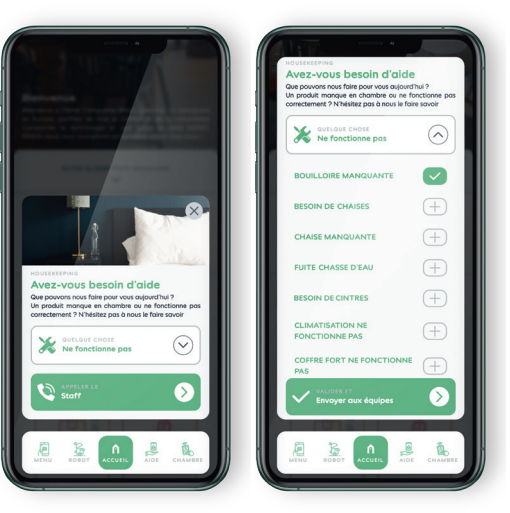 HOUSEKEEPING
Avez-vous besoin d'aide
Que pouvons nous faire pour vous aujourd'hui ?
Un produit manque en chambre ou ne fonctionne pas
correctement ? N'hésitez pas à nous le faire savoir
QUELQUE CHOSE
Ne fonctionne pas
APPELER LE
Staff
MENU
ROBOT
ACCUEIL
AIDE
CHAMBRE
HOUSEKEEPING
Avez-vous besoin d'aide
Que pouvons nous faire pour vous aujourd'hui ?
Un produit manque en chambre ou ne fonctionne pas
correctement ? N'hésitez pas à nous le faire savoir
QUELQUE CHOSE
Ne fonctionne pas
BOUILLOIRE MANQUANTE
BESOIN DE CHAISES
CHAISE MANQUANTE
FUITE CHASSE D'EAU
BESOIN DE CINTRES
CLIMATISATION NE
FONCTIONNE PAS
COFFRE FORT NE FONCTIONNE
PAS
VALIDER ET
Envoyer aux équipes
MENU
ROBOT
ACCUEIL
AIDE
CHAMBRE